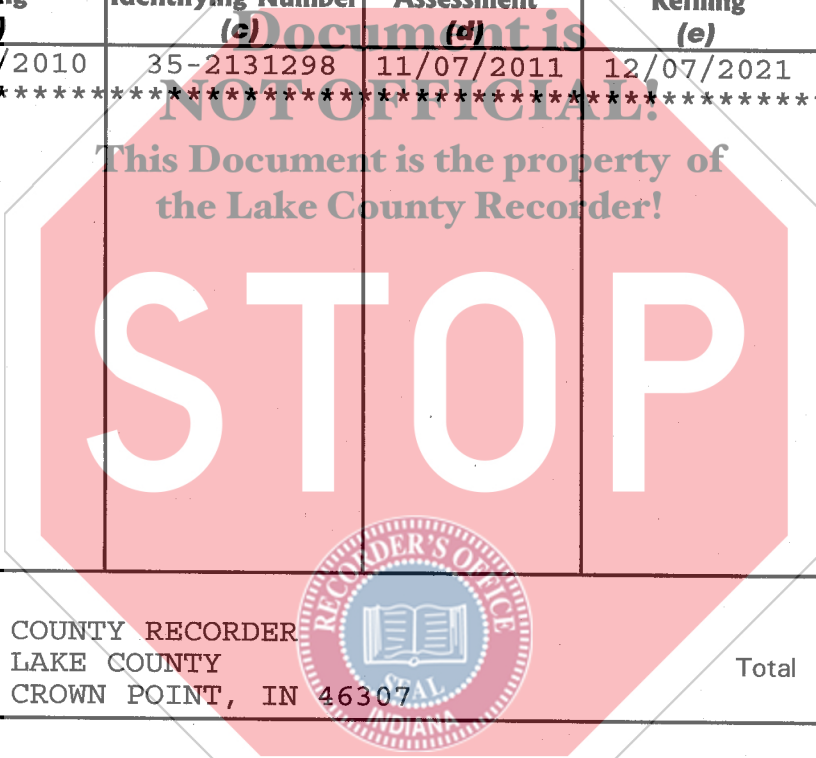 Identifying Number Assessment Refiling
(c) (d) (e)
Document is
/2010 35-2131298 11/07/2011 12/07/2021
NOT OFFICIAL!
This Document is the property of
the Lake County Recorder!
STOP
RECORDER'S OFFICE
SEAL
INDIANA
COUNTY RECORDER
LAKE COUNTY
CROWN POINT, IN 46307
Total